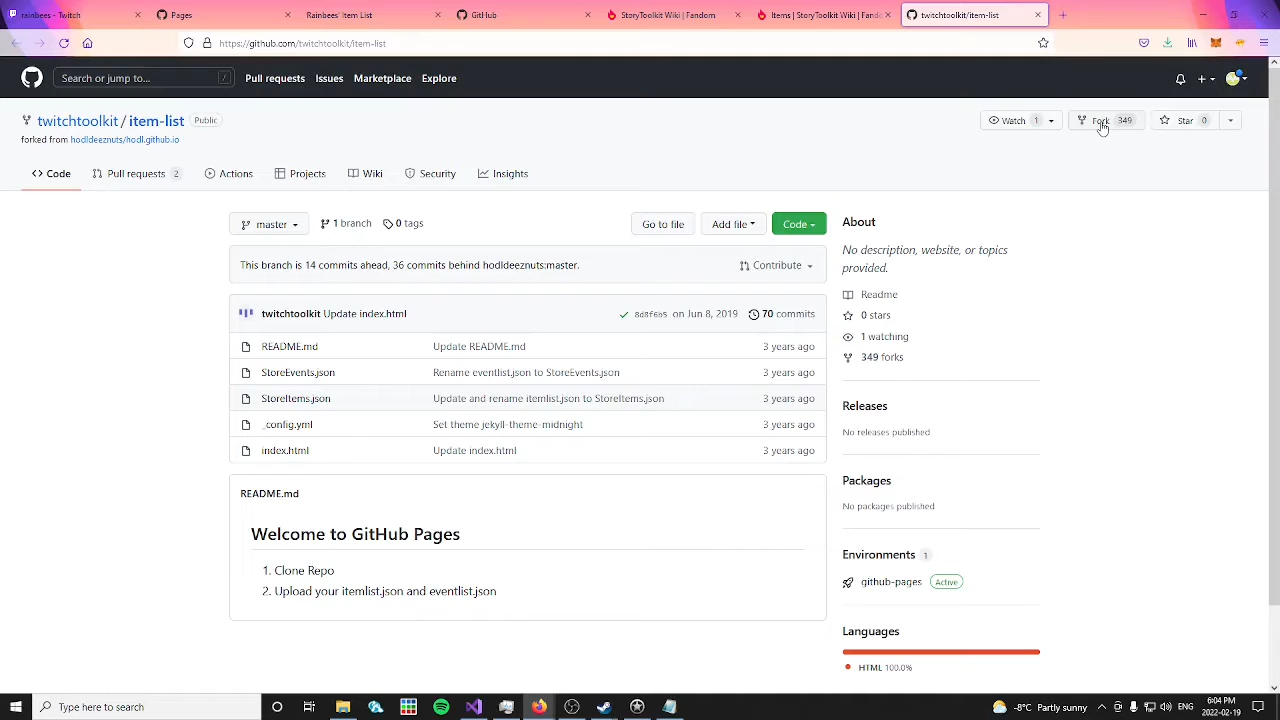 rainbees - Twitch
Pages
Rainbees' Item List
GitHub
StoryToolkit Wiki | Fandom
Items | StoryToolkit Wiki | Fandom
twitchtoolkit/item-list
https://github.com/twitchtoolkit/item-list
Search or jump to...
/
Pull requests
Issues
Marketplace
Explore
twitchtoolkit / item-list
Public
forked from hodldeeznuts/hodl.github.io
Watch 1
Fork 349
Star 0
Code
Pull requests 2
Actions
Projects
Wiki
Security
Insights
master
1 branch
0 tags
Go to file
Add file
Code
This branch is 14 commits ahead, 36 commits behind hodldeeznuts:master.
Contribute
twitchtoolkit Update index.html
8d8f6b5 on Jun 8, 2019
70 commits
README.md
Update README.md
3 years ago
StoreEvents.json
Rename eventlist.json to StoreEvents.json
3 years ago
StoreItems.json
Update and rename itemlist.json to StoreItems.json
3 years ago
_config.yml
Set theme jekyll-theme-midnight
3 years ago
index.html
Update index.html
3 years ago
README.md
Welcome to GitHub Pages
1. Clone Repo
2. Upload your itemlist.json and eventlist.json
About
No description, website, or topics
provided.
Readme
0 stars
1 watching
349 forks
Releases
No releases published
Packages
No packages published
Environments 1
github-pages Active
Languages
HTML 100.0%
Type here to search
-8°C Partly sunny
6:04 PM
2022-02-19